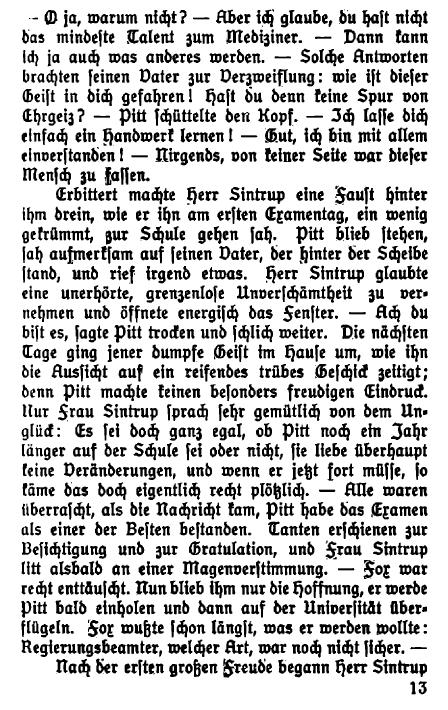 – O ja, warum nicht? — Aber ich glaube, du hast nicht
das mindeste Talent zum Mediziner. — Dann kann
ich ja auch was anderes werden. — Solche Antworten
brachten seinen Vater zur Verzweiflung: wie ist dieser
Geist in dich gefahren! Hast du denn keine Spur von
Ehrgeiz? — Pitt schüttelte den Kopf. — Ich lasse dich
einfach ein Handwerk lernen! — Gut, ich bin mit allem
einverstanden! — Nirgends, von keiner Seite war dieser
Mensch zu fassen.
Erbittert machte Herr Sintrup eine Faust hinter
ihm drein, wie er ihn am ersten Examentag, ein wenig
gekrümmt, zur Schule gehen sah. Pitt blieb stehen,
sah aufmerksam auf seinen Vater, der hinter der Scheibe
stand, und rief irgend etwas. Herr Sintrup glaubte
eine unerhörte, grenzenlose Unverschämtheit zu ver-
nehmen und öffnete energisch das Fenster. — Ach du
bist es, sagte Pitt trocken und schlich weiter. Die nächsten
Tage ging jener dumpfe Geist im Hause um, wie ihn
die Aussicht auf ein reifendes trübes Geschick zeitigt;
denn Pitt machte keinen besonders freudigen Eindruck.
Nur Frau Sintrup sprach sehr gemütlich von dem Un-
glück: Es sei doch ganz egal, ob Pitt noch ein Jahr
länger auf der Schule sei oder nicht, sie liebe überhaupt
keine Veränderungen, und wenn er jetzt fort müsse, so
käme das doch eigentlich recht plötzlich. — Alle waren
überrascht, als die Nachricht kam, Pitt habe das Examen
als einer der Besten bestanden. Tanten erschienen zur
Besichtigung und zur Gratulation, und Frau Sintrup
litt alsbald an einer Magenverstimmung. — Fox war
recht enttäuscht. Nun blieb ihm nur die Hoffnung, er werde
Pitt bald einholen und dann auf der Universität über-
flügeln. Fox wußte schon längst, was er werden wollte:
Regierungsbeamter, welcher Art, war noch nicht sicher. —
Nach der ersten großen Freude begann Herr Sintrup
13